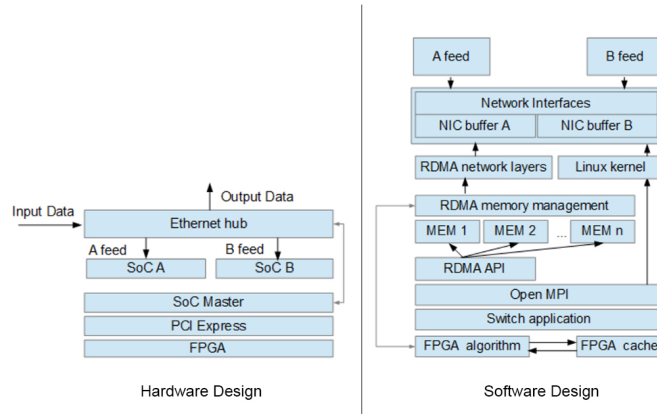 Input Data
Output Data
Ethernet hub
A feed
B feed
SoC A
SoC B
SoC Master
PCI Express
FPGA
Hardware Design
A feed
B feed
Network Interfaces
NIC buffer A
NIC buffer B
RDMA network layers
Linux kernel
RDMA memory management
MEM 1
MEM 2
...
MEM n
RDMA API
Open MPI
Switch application
FPGA algorithm
FPGA cache
Software Design